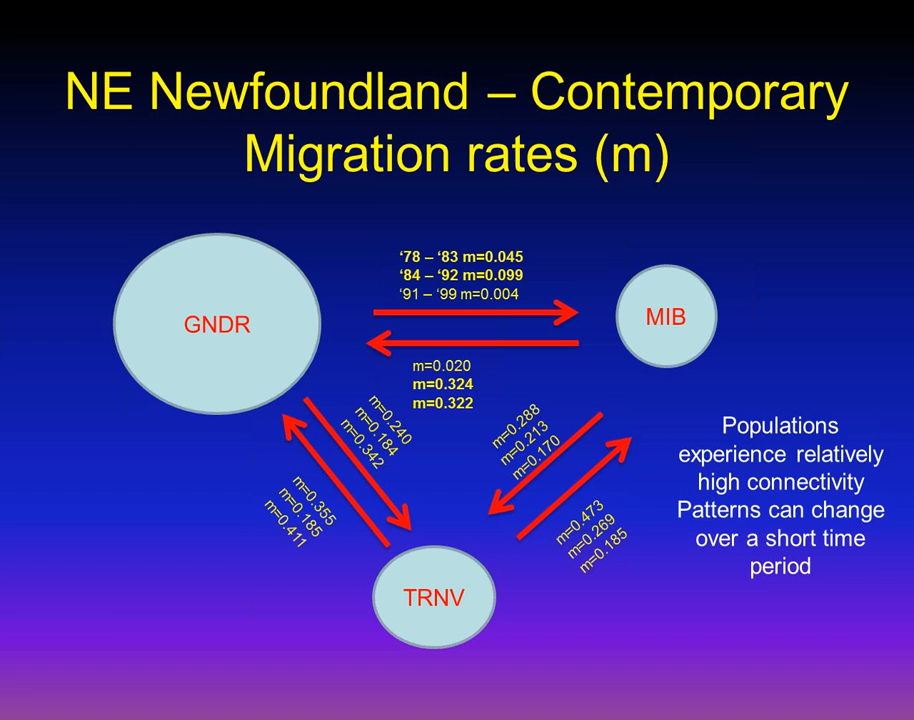 NE Newfoundland – Contemporary
Migration rates (m)
‘78 – ‘83 m=0.045
‘84 – ‘92 m=0.099
‘91 – ‘99 m=0.004
GNDR
MIB
m=0.020
m=0.324
m=0.322
m=0.240
m=0.184
m=0.342
m=0.288
m=0.213
m=0.170
m=0.355
m=0.185
m=0.411
m=0.473
m=0.269
m=0.185
Populations
experience relatively
high connectivity
Patterns can change
over a short time
period
TRNV